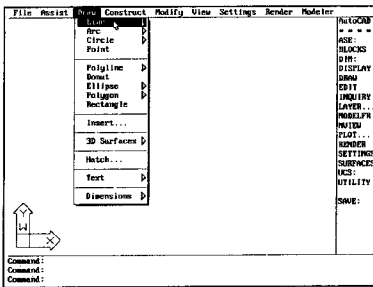 File Assist Draw Construct Modify View Settings Render Modeler
Line
Arc
Circle
Point
Polyline
Donut
Ellipse
Polygon
Rectangle
Insert...
3D Surfaces
Hatch...
Text
Dimensions
AutoCAD
* * * *
ASE:
BLOCKS
DIM:
DISPLAY
DRAW
EDIT
INQUIRY
LAYER...
MODELFR
MVIEW
PLOT...
RENDER
SETTINGS
SURFACES
UCS:
UTILITY
SAVE:
Y
W
X
Command:
Command:
Command: